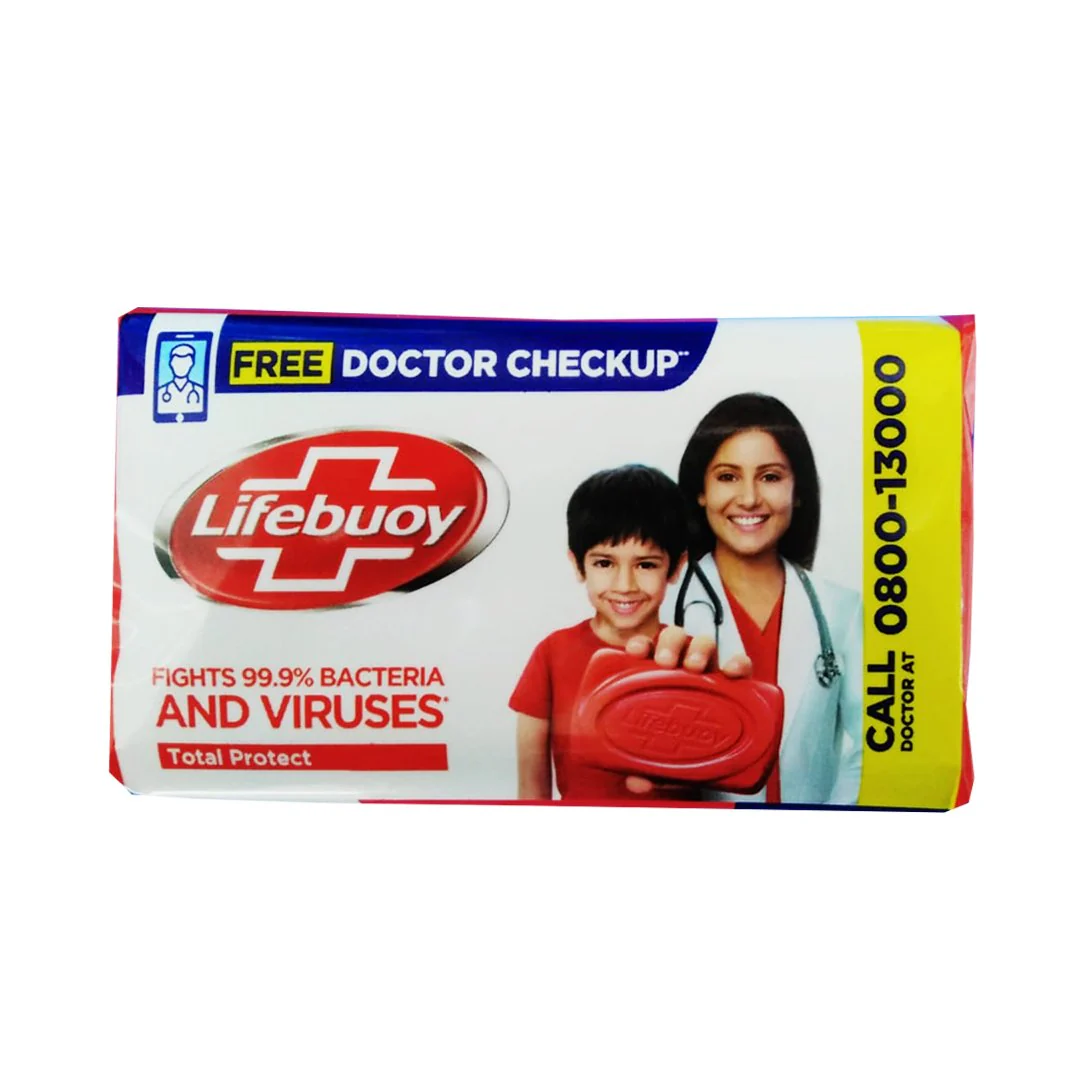 FREE DOCTOR CHECKUP**
Lifebuoy
FIGHTS 99.9% BACTERIA
AND VIRUSES*
Total Protect
Lifebuoy
CALL 0800-13000
DOCTOR AT